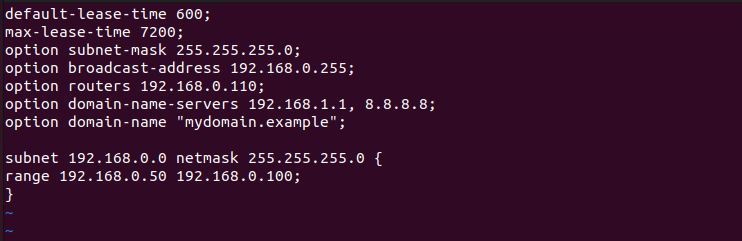 default-lease-time 600;
max-lease-time 7200;
option subnet-mask 255.255.255.0;
option broadcast-address 192.168.0.255;
option routers 192.168.0.110;
option domain-name-servers 192.168.1.1, 8.8.8.8;
option domain-name "mydomain.example";

subnet 192.168.0.0 netmask 255.255.255.0 {
range 192.168.0.50 192.168.0.100;
}
~
~